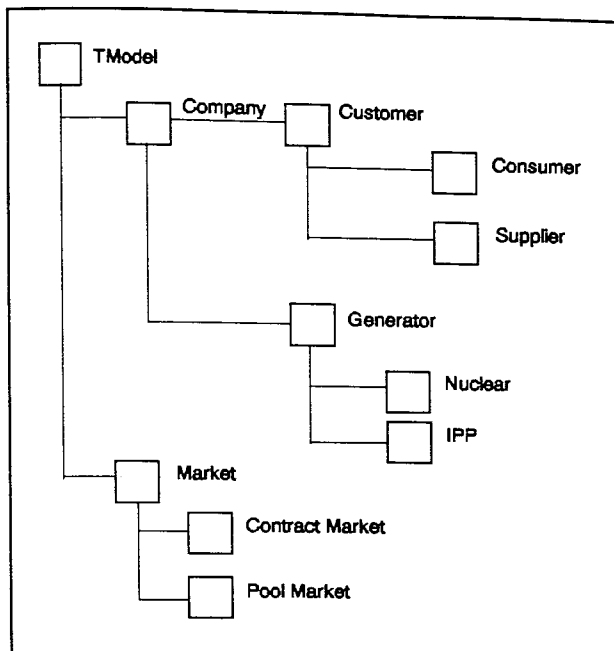 TModel
Company
Customer
Consumer
Supplier
Generator
Nuclear
IPP
Market
Contract Market
Pool Market